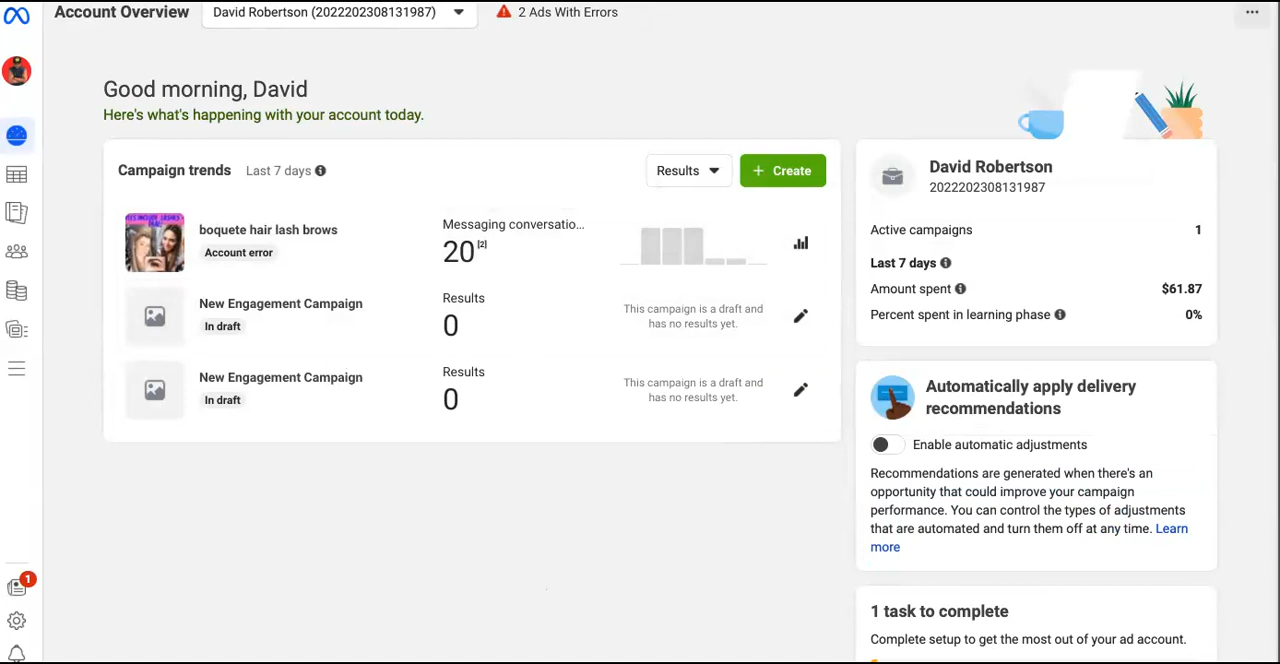 Account Overview
David Robertson (2022202308131987)
2 Ads With Errors
Good morning, David
Here's what's happening with your account today.
Campaign trends Last 7 days
Results
+ Create
boquete hair lash brows
Account error
Messaging conversatio...
20 [2]
New Engagement Campaign
In draft
Results
0
This campaign is a draft and
has no results yet.
New Engagement Campaign
In draft
Results
0
This campaign is a draft and
has no results yet.
David Robertson
2022202308131987
Active campaigns 1
Last 7 days
Amount spent $61.87
Percent spent in learning phase 0%
Automatically apply delivery
recommendations
Enable automatic adjustments
Recommendations are generated when there's an
opportunity that could improve your campaign
performance. You can control the types of adjustments
that are automated and turn them off at any time. Learn
more
1 task to complete
Complete setup to get the most out of your ad account.
1